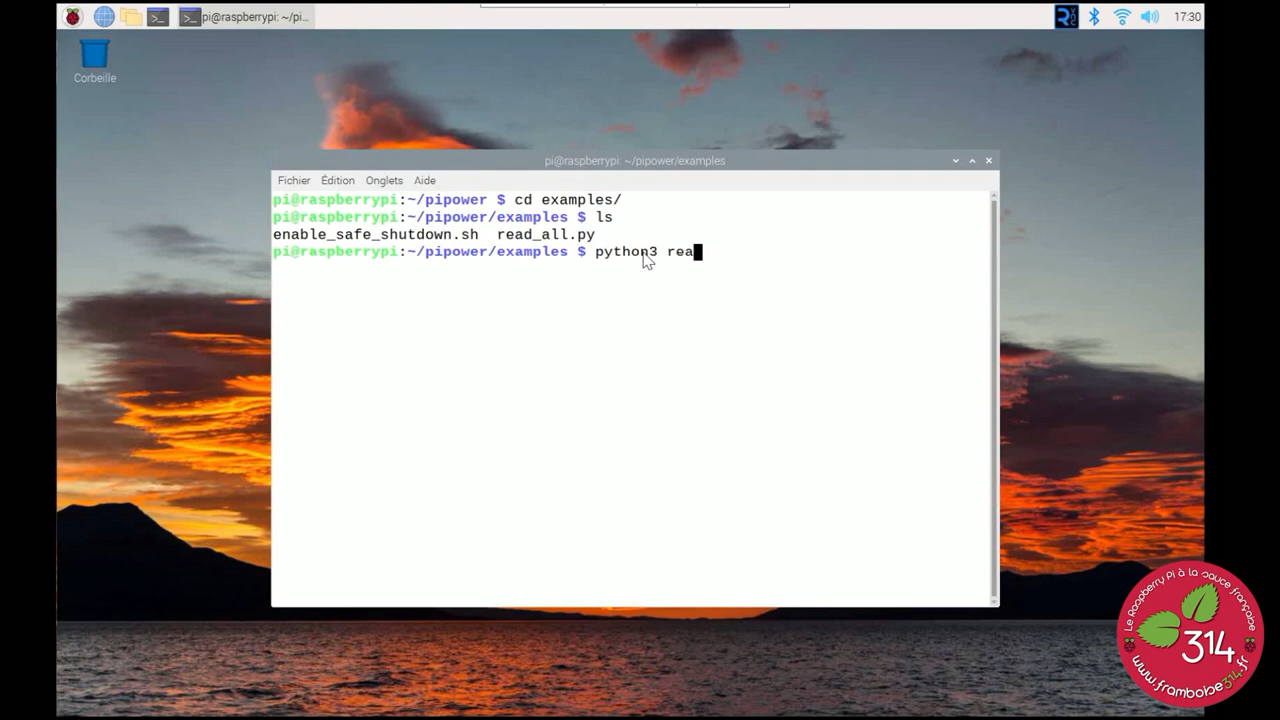 pi@raspberrypi: ~/pi...
17:30
Corbeille
pi@raspberrypi: ~/pipower/examples
Fichier Édition Onglets Aide
pi@raspberrypi:~/pipower $ cd examples/
pi@raspberrypi:~/pipower/examples $ ls
enable_safe_shutdown.sh read_all.py
pi@raspberrypi:~/pipower/examples $ python3 rea
Le Raspberry Pi à la sauce française
314
www.framboise314.fr